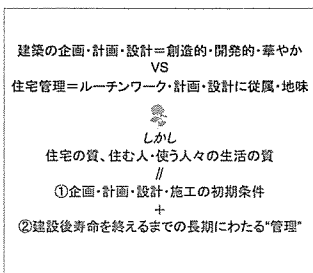 建築の企画・計画・設計＝創造的・開発的・華やか
VS
住宅管理＝ルーチンワーク・計画・設計に従属・地味
しかし
住宅の質、住む人・使う人々の生活の質
//
①企画・計画・設計・施工の初期条件
+
②建設後寿命を終えるまでの長期にわたる“管理”